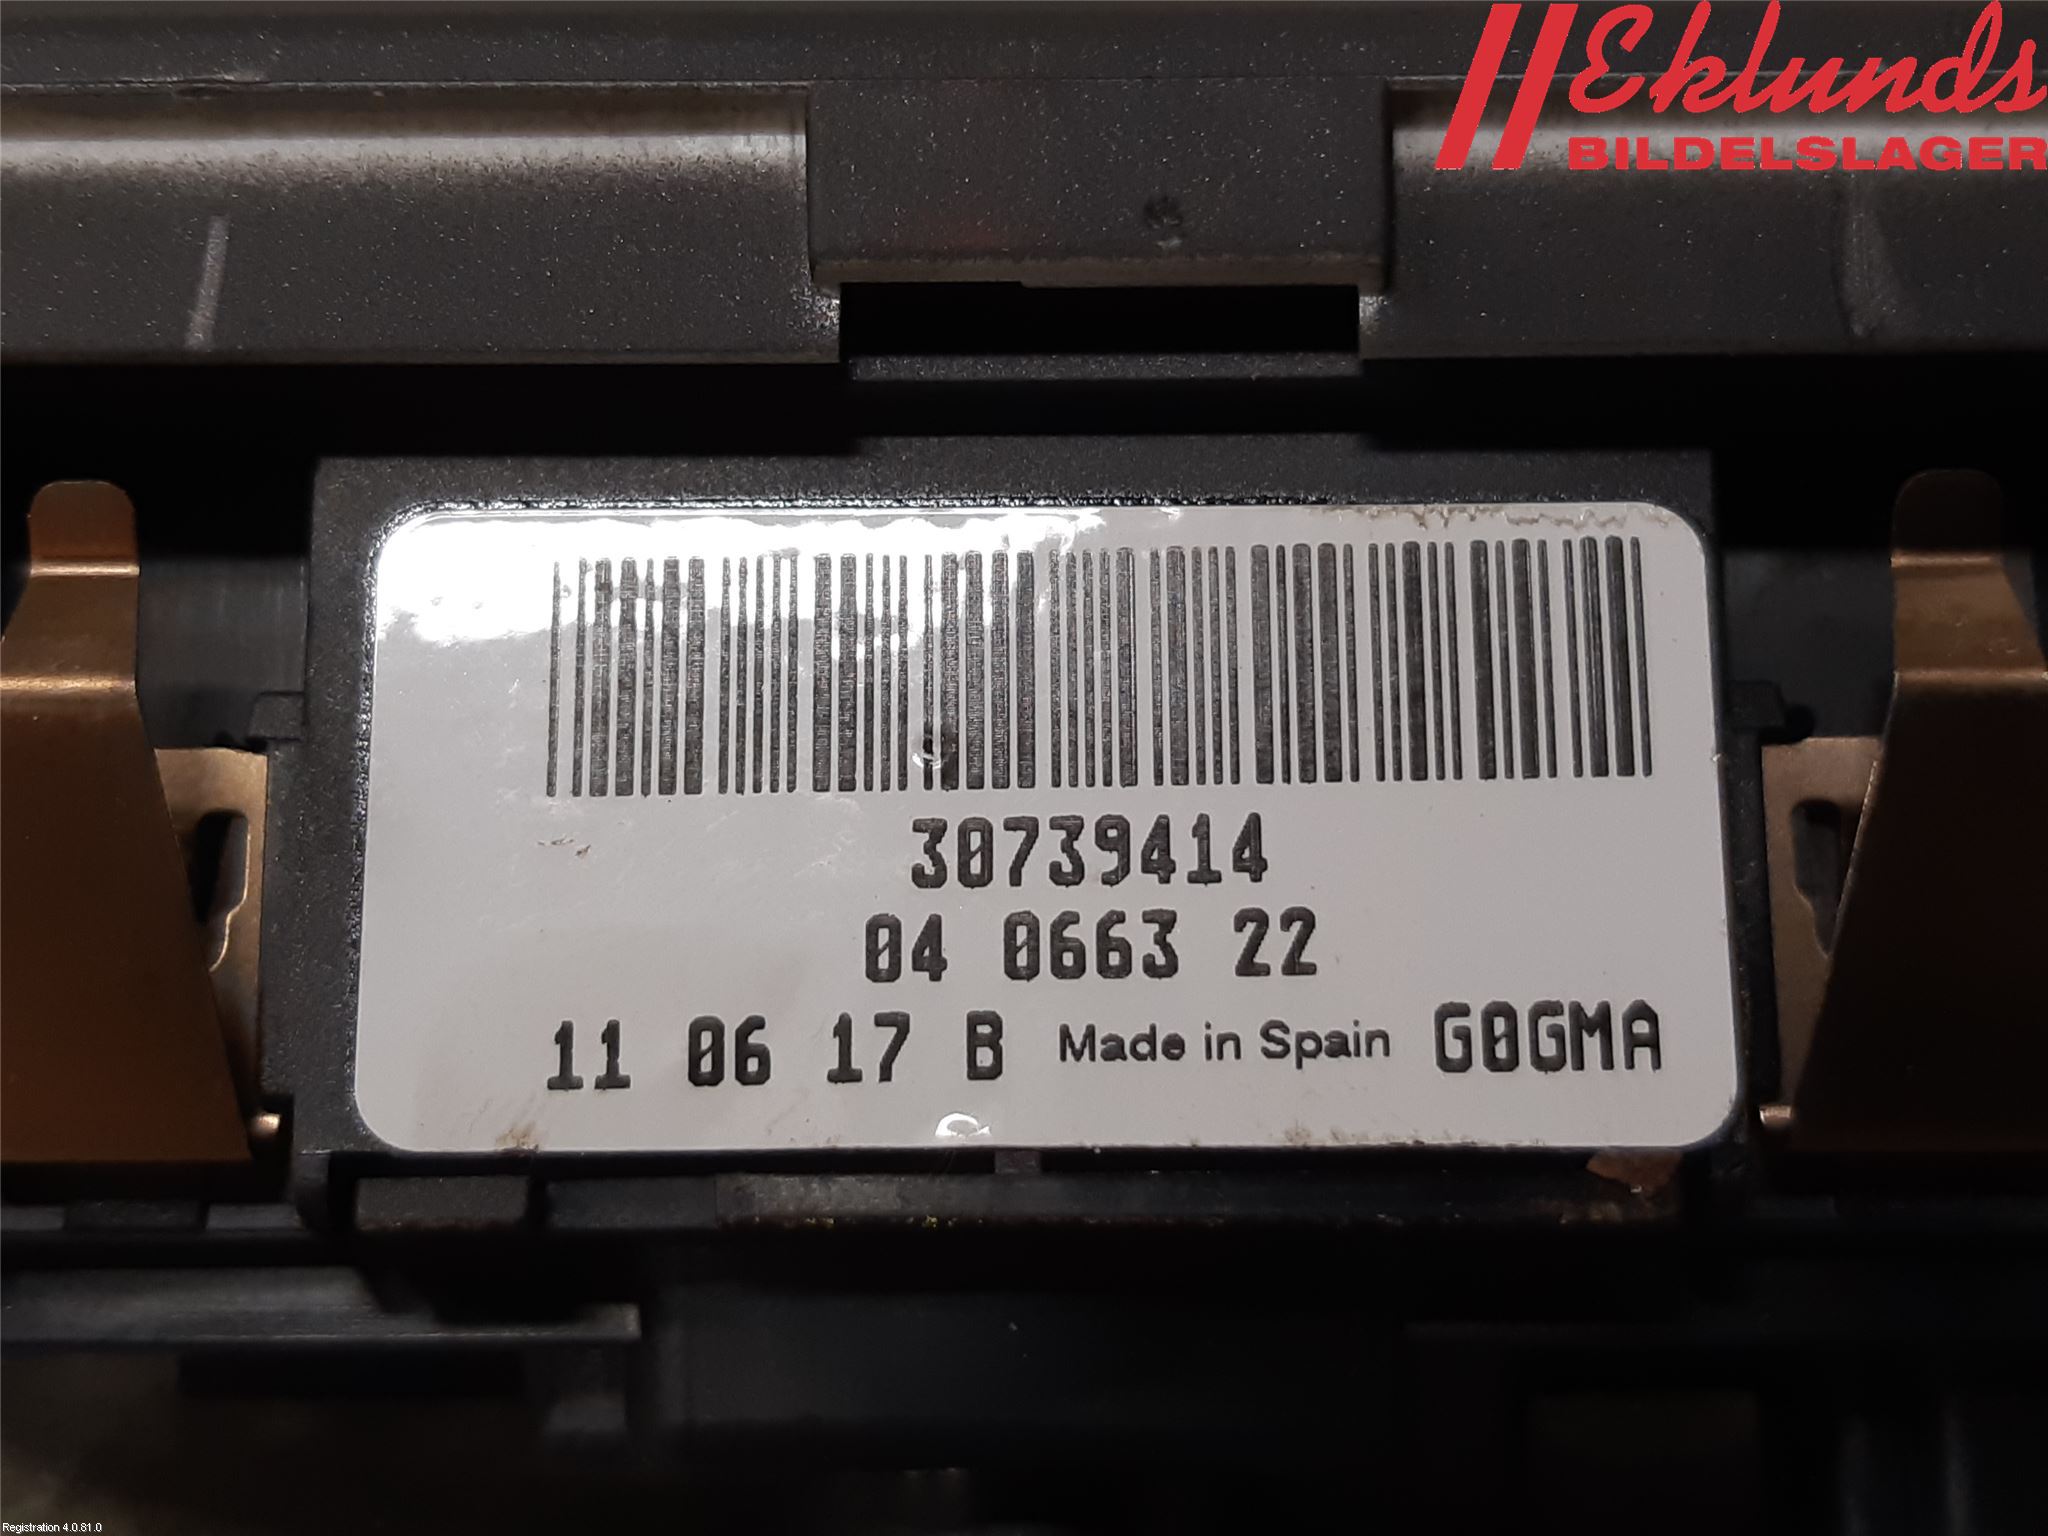 Eklunds
BILDELSLAGER
30739414
04 0663 22
11 06 17 B Made in Spain G0GMA
Registration 4.0.81.0